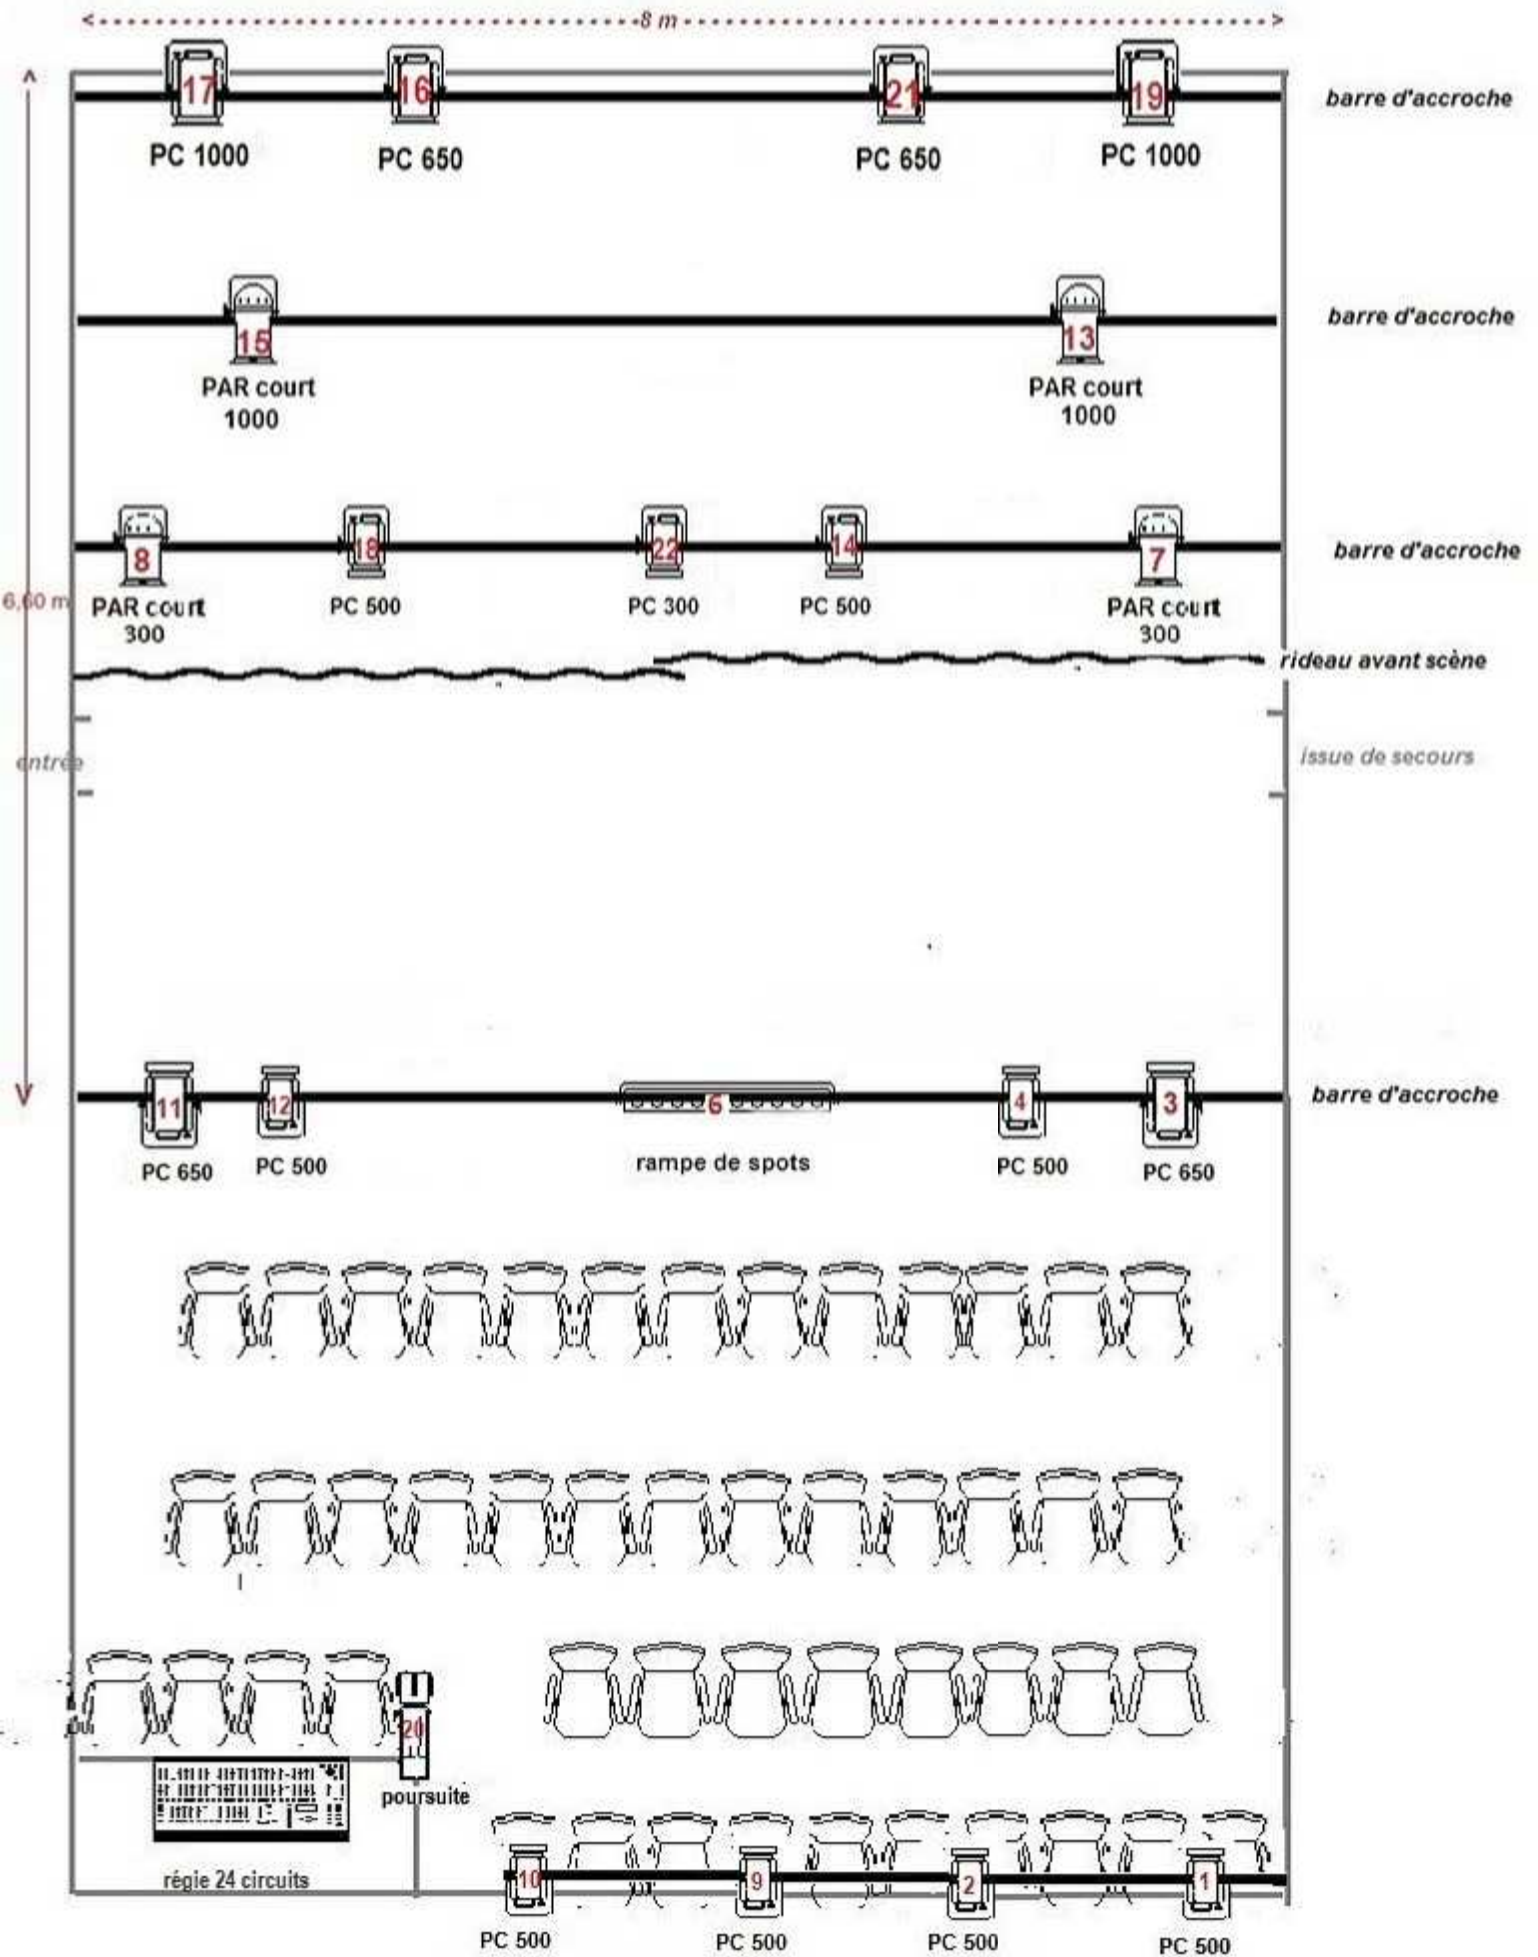 8 m
17
16
21
19
barre d'accroche
PC 1000
PC 650
PC 650
PC 1000
15
13
barre d'accroche
PAR court
1000
PAR court
1000
8
18
22
14
7
barre d'accroche
6,60 m
PAR court
300
PC 500
PC 300
PC 500
PAR court
300
rideau avant scène
entrée
issue de secours
11
12
6
4
3
barre d'accroche
PC 650
PC 500
rampe de spots
PC 500
PC 650
20
poursuite
régie 24 circuits
10
9
2
1
PC 500
PC 500
PC 500
PC 500